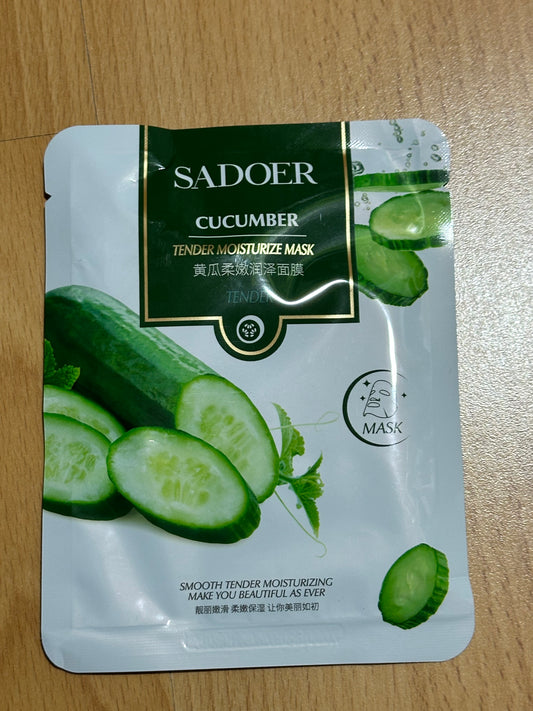 SADOER
CUCUMBER
TENDER MOISTURIZE MASK
黄瓜柔嫩润泽面膜
TENDER
MASK
SMOOTH TENDER MOISTURIZING
MAKE YOU BEAUTIFUL AS EVER
靓丽嫩滑 柔嫩保湿 让你美丽如初